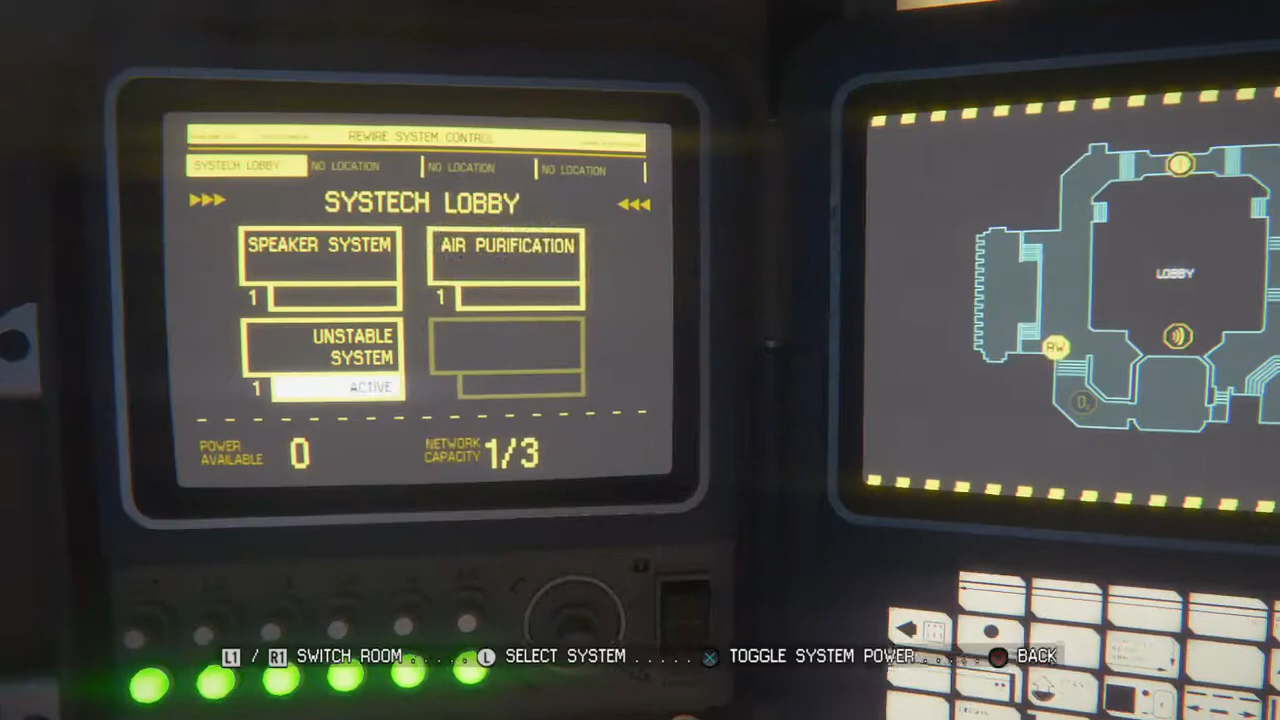 REWIRE SYSTEM CONTROL
SYSTECH LOBBY
NO LOCATION
NO LOCATION
NO LOCATION
SYSTECH LOBBY
SPEAKER SYSTEM
1
AIR PURIFICATION
1
UNSTABLE
SYSTEM
1
ACTIVE
POWER
AVAILABLE
0
NETWORK
CAPACITY
1/3
LOBBY
RW
L1 / R1 SWITCH ROOM ..... L SELECT SYSTEM ..... TOGGLE SYSTEM POWER ..... BACK